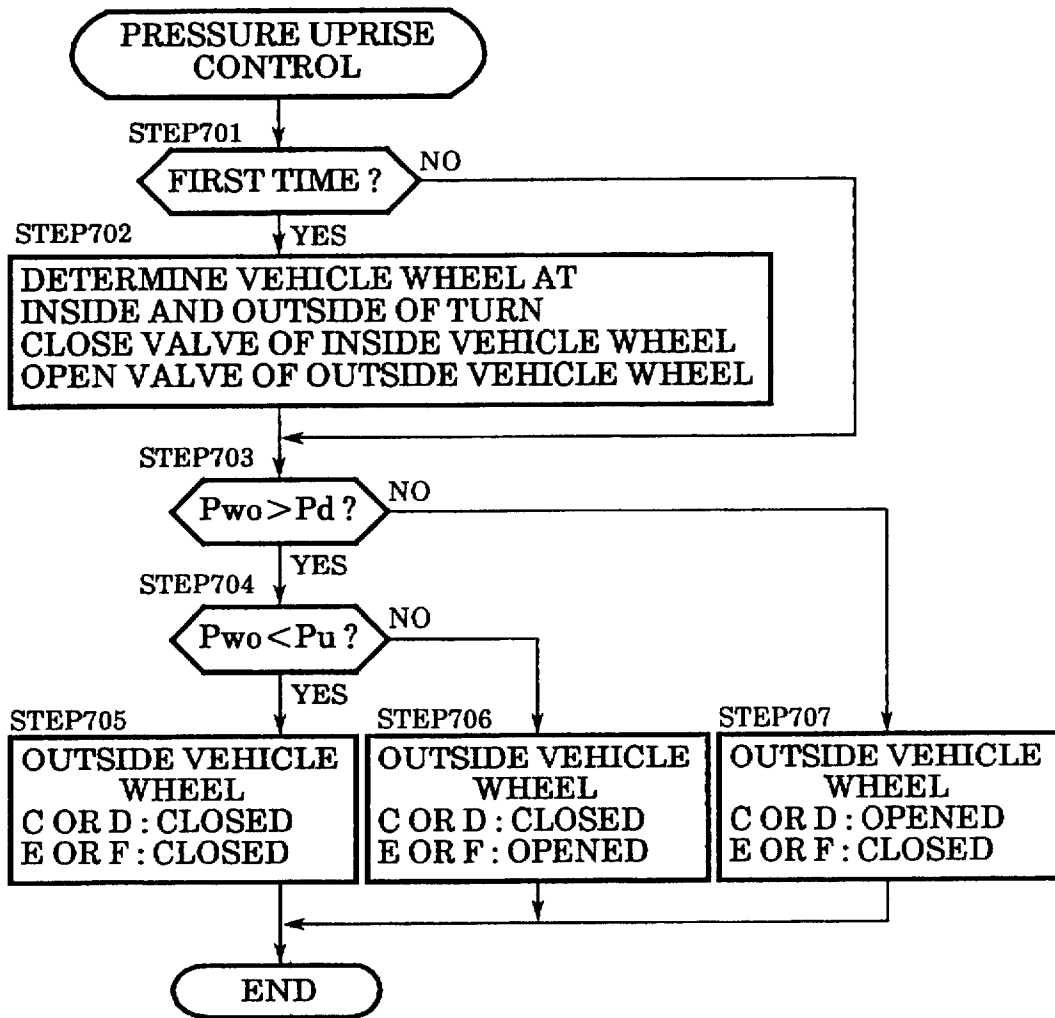 PRESSURE UPRISE
CONTROL
STEP701
FIRST TIME ?
NO
YES
STEP702
DETERMINE VEHICLE WHEEL AT
INSIDE AND OUTSIDE OF TURN
CLOSE VALVE OF INSIDE VEHICLE WHEEL
OPEN VALVE OF OUTSIDE VEHICLE WHEEL
STEP703
Pwo>Pd ?
NO
YES
STEP704
Pwo<Pu ?
NO
YES
STEP705
OUTSIDE VEHICLE
WHEEL
C OR D : CLOSED
E OR F : CLOSED
STEP706
OUTSIDE VEHICLE
WHEEL
C OR D : CLOSED
E OR F : OPENED
STEP707
OUTSIDE VEHICLE
WHEEL
C OR D : OPENED
E OR F : CLOSED
END